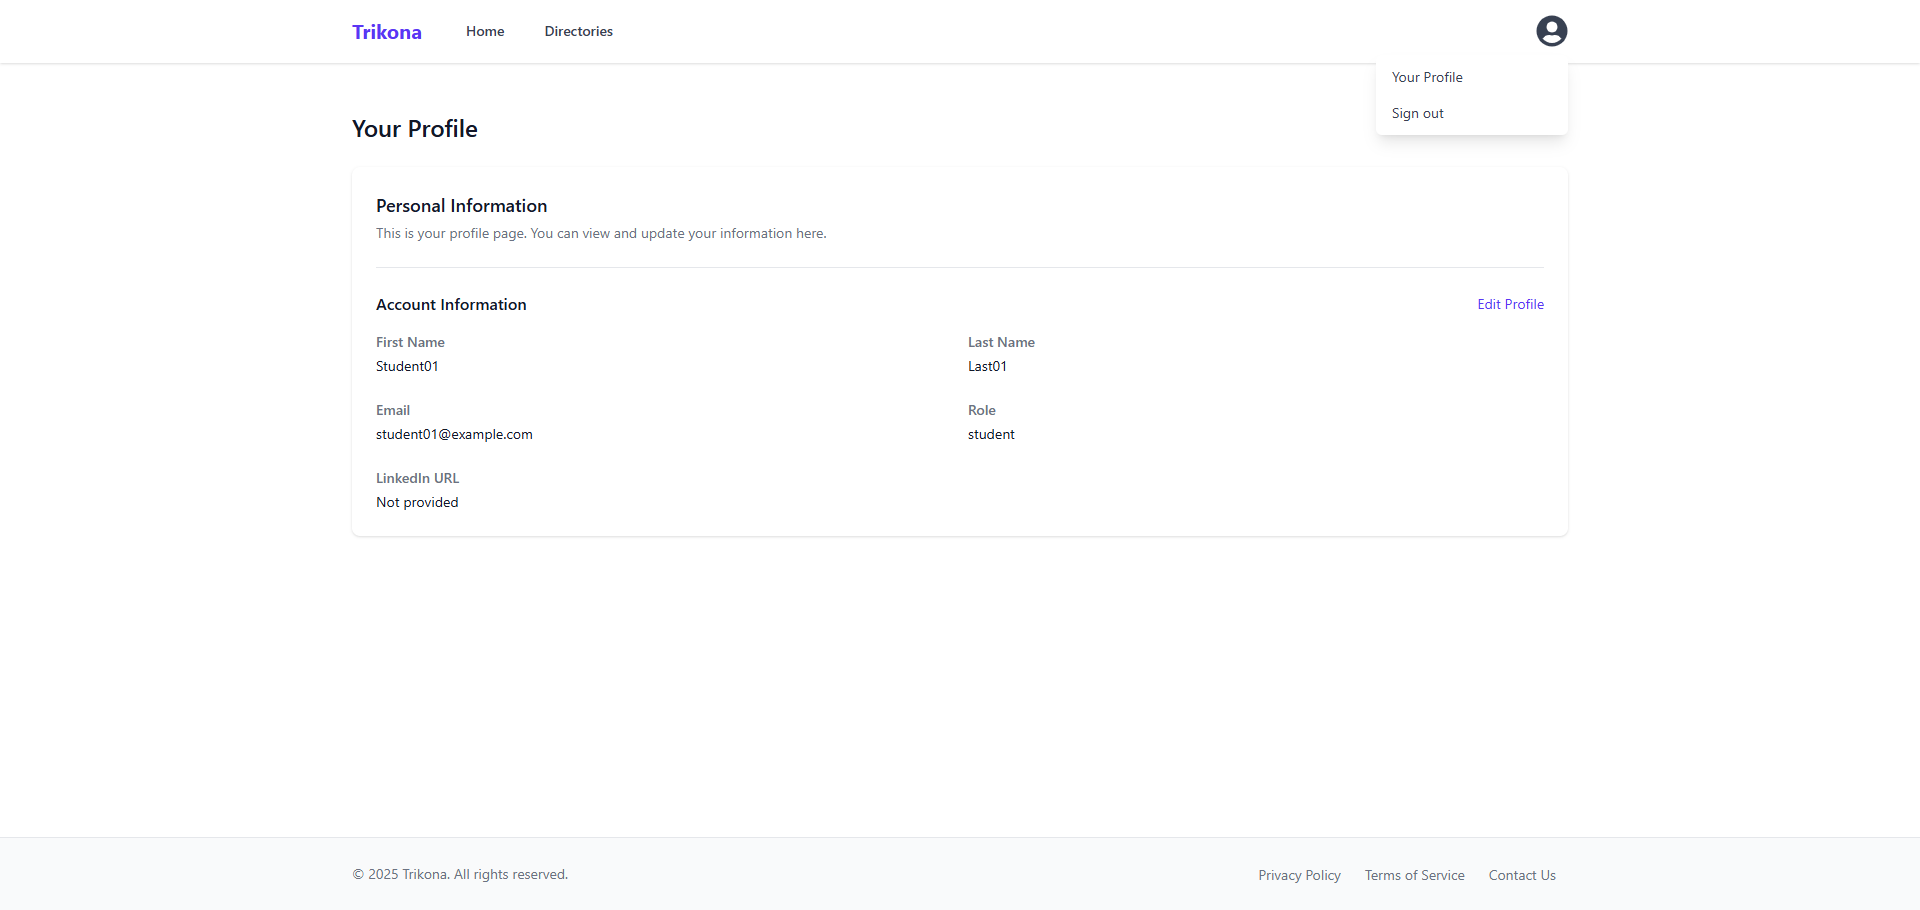 Trikona
Home
Directories
Your Profile
Sign out
Your Profile
Personal Information
This is your profile page. You can view and update your information here.
Account Information
Edit Profile
First Name
Student01
Last Name
Last01
Email
student01@example.com
Role
student
LinkedIn URL
Not provided
© 2025 Trikona. All rights reserved.
Privacy Policy
Terms of Service
Contact Us